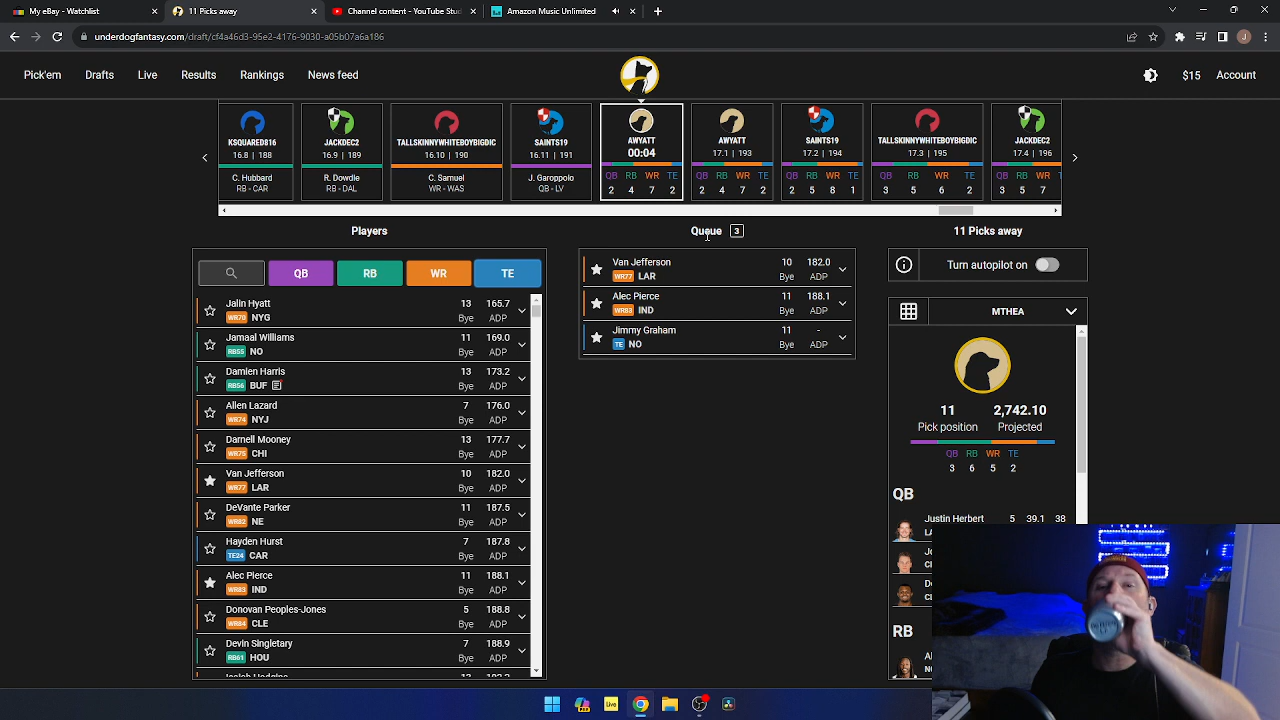 My eBay - Watchlist
11 Picks away
Channel content - YouTube Stud
Amazon Music Unlimited
underdogfantasy.com/draft/cf4a46d3-95e2-4176-9030-a05b07a6a186
J
Pick'em Drafts Live Results Rankings News feed
$15 Account
KSQUARED816
16.8 | 188
C. Hubbard
RB - CAR
JACKDEC2
16.9 | 189
R. Dowdle
RB - DAL
TALLSKINNYWHITEBOYBIGDIC
16.10 | 190
C. Samuel
WR - WAS
SAINTS19
16.11 | 191
J. Garoppolo
QB - LV
AWYATT
00:04
QB RB WR TE
2 4 7 2
AWYATT
17.1 | 193
QB RB WR TE
2 4 7 2
SAINTS19
17.2 | 194
QB RB WR TE
2 5 8 1
TALLSKINNYWHITEBOYBIGDIC
17.3 | 195
QB RB WR TE
3 5 6 2
JACKDEC2
17.4 | 196
QB RB WR
3 5 7
Players
QB RB WR TE
Jalin Hyatt 13 165.7
WR70 NYG Bye ADP
Jamaal Williams 11 169.0
RB55 NO Bye ADP
Damien Harris 13 173.2
RB56 BUF Bye ADP
Allen Lazard 7 176.0
WR74 NYJ Bye ADP
Darnell Mooney 13 177.7
WR75 CHI Bye ADP
Van Jefferson 10 182.0
WR77 LAR Bye ADP
DeVante Parker 11 187.5
WR82 NE Bye ADP
Hayden Hurst 7 187.8
TE24 CAR Bye ADP
Alec Pierce 11 188.1
WR83 IND Bye ADP
Donovan Peoples-Jones 5 188.8
WR84 CLE Bye ADP
Devin Singletary 7 188.9
RB61 HOU Bye ADP
Queue 3
Van Jefferson 10 182.0
WR77 LAR Bye ADP
Alec Pierce 11 188.1
WR83 IND Bye ADP
Jimmy Graham 11 -
TE NO Bye ADP
11 Picks away
Turn autopilot on
MTHEA
11 2,742.10
Pick position Projected
QB RB WR TE
3 6 5 2
QB
Justin Herbert 5 39.1 38
RB
Live